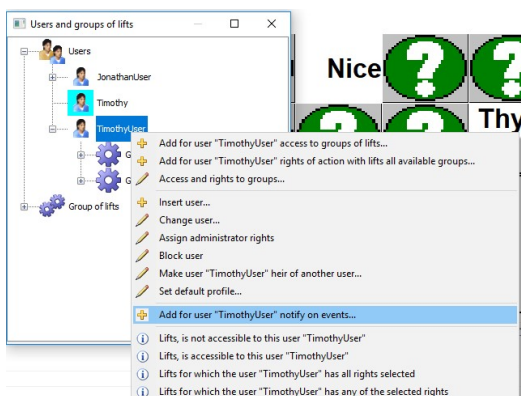 Users and groups of lifts
Users
JonathanUser
Timothy
TimothyUser
G
G
Group of lifts
Nice
Thy
Add for user "TimothyUser" access to groups of lifts...
Add for user "TimothyUser" rights of action with lifts all available groups...
Access and rights to groups...
Insert user...
Change user...
Assign administrator rights
Block user
Make user "TimothyUser" heir of another user...
Set default profile...
Add for user "TimothyUser" notify on events...
Lifts, is not accessible to this user "TimothyUser"
Lifts, is accessible to this user "TimothyUser"
Lifts for which the user "TimothyUser" has all rights selected
Lifts for which the user "TimothyUser" has any of the selected rights